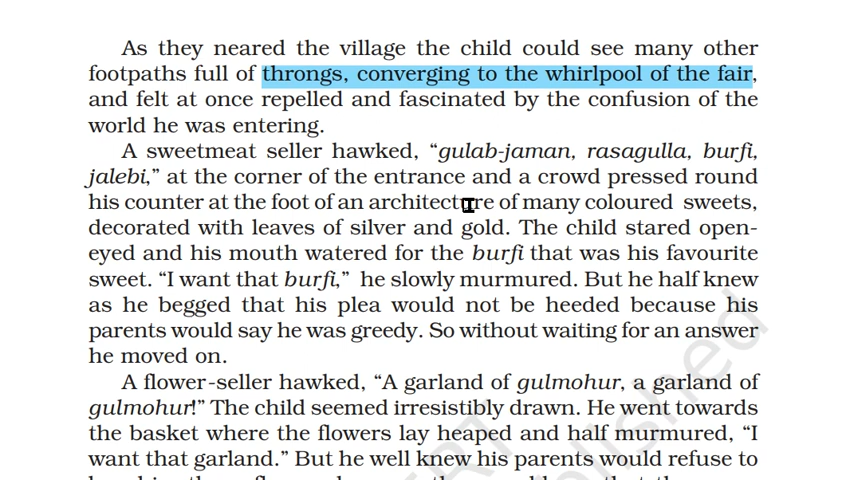 As they neared the village the child could see many other
footpaths full of throngs, converging to the whirlpool of the fair,
and felt at once repelled and fascinated by the confusion of the
world he was entering.
A sweetmeat seller hawked, “gulab-jaman, rasagulla, burfi,
jalebi,” at the corner of the entrance and a crowd pressed round
his counter at the foot of an architecture of many coloured sweets,
decorated with leaves of silver and gold. The child stared open-
eyed and his mouth watered for the burfi that was his favourite
sweet. “I want that burfi,” he slowly murmured. But he half knew
as he begged that his plea would not be heeded because his
parents would say he was greedy. So without waiting for an answer
he moved on.
A flower-seller hawked, “A garland of gulmohur, a garland of
gulmohur!” The child seemed irresistibly drawn. He went towards
the basket where the flowers lay heaped and half murmured, “I
want that garland.” But he well knew his parents would refuse to